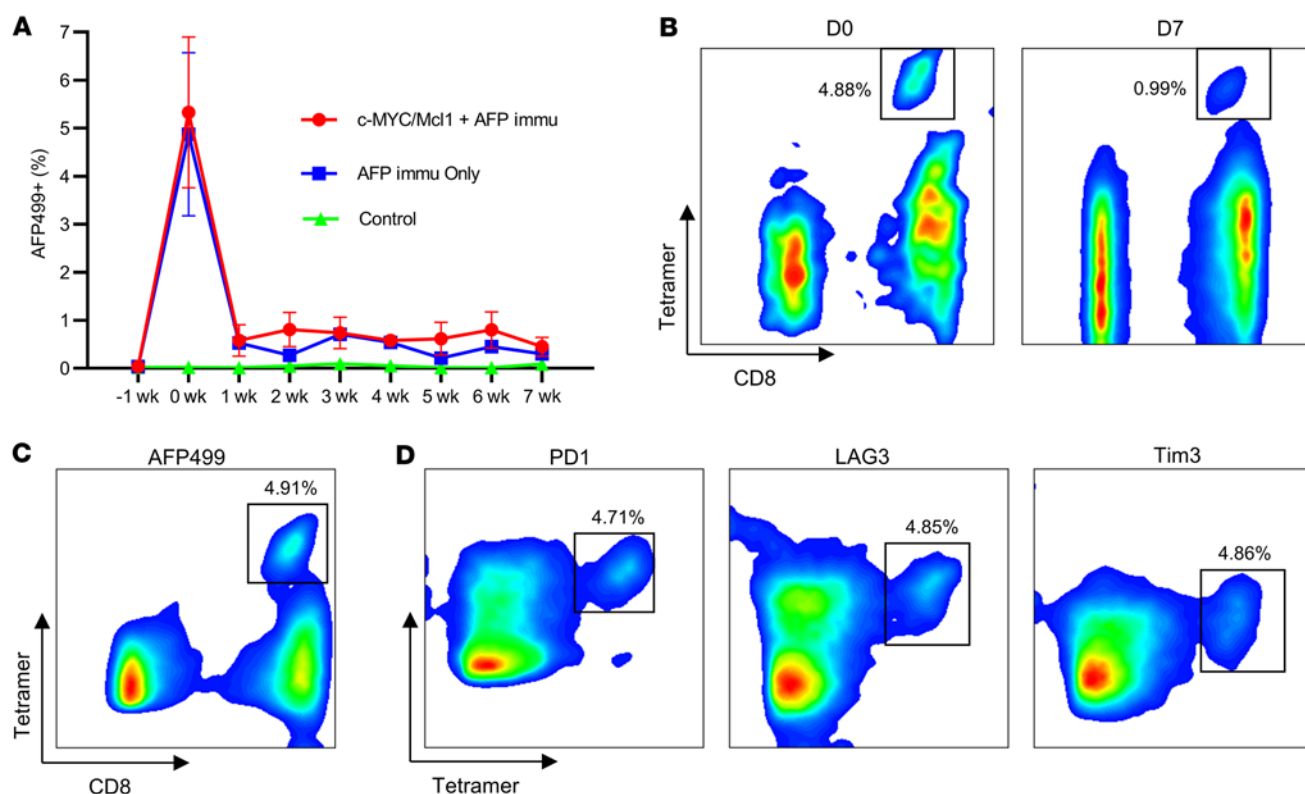 A
AFP499+ (%)
7
6
5
4
3
2
1
0
-1 wk 0 wk 1 wk 2 wk 3 wk 4 wk 5 wk 6 wk 7 wk
c-MYC/Mcl1 + AFP immu
AFP immu Only
Control
B
D0
D7
4.88%
0.99%
Tetramer
CD8
C
AFP499
4.91%
Tetramer
CD8
D
PD1
LAG3
Tim3
4.71%
4.85%
4.86%
Tetramer
Tetramer